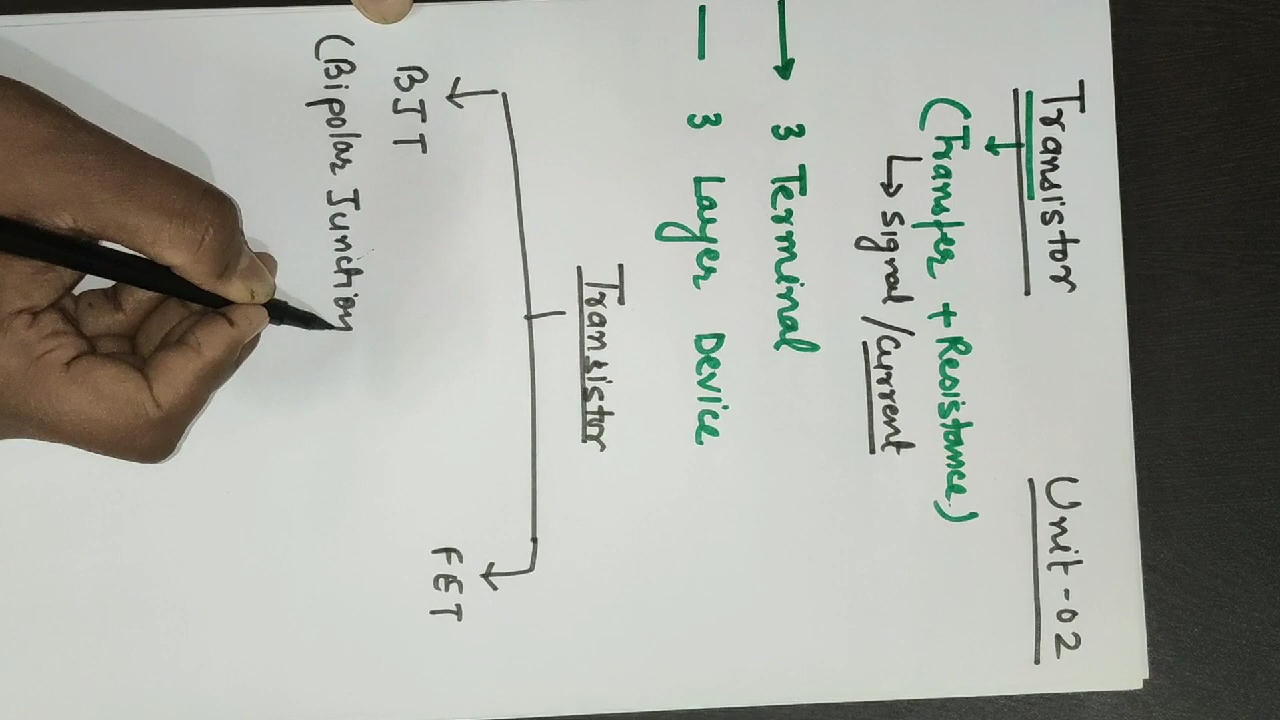 Transistor Unit-02
(Transfer + Resistance)
↳ signal / current
→ 3 Terminal
— 3 Layer Device
Transistor
BJT FET
(Bipolar Junction